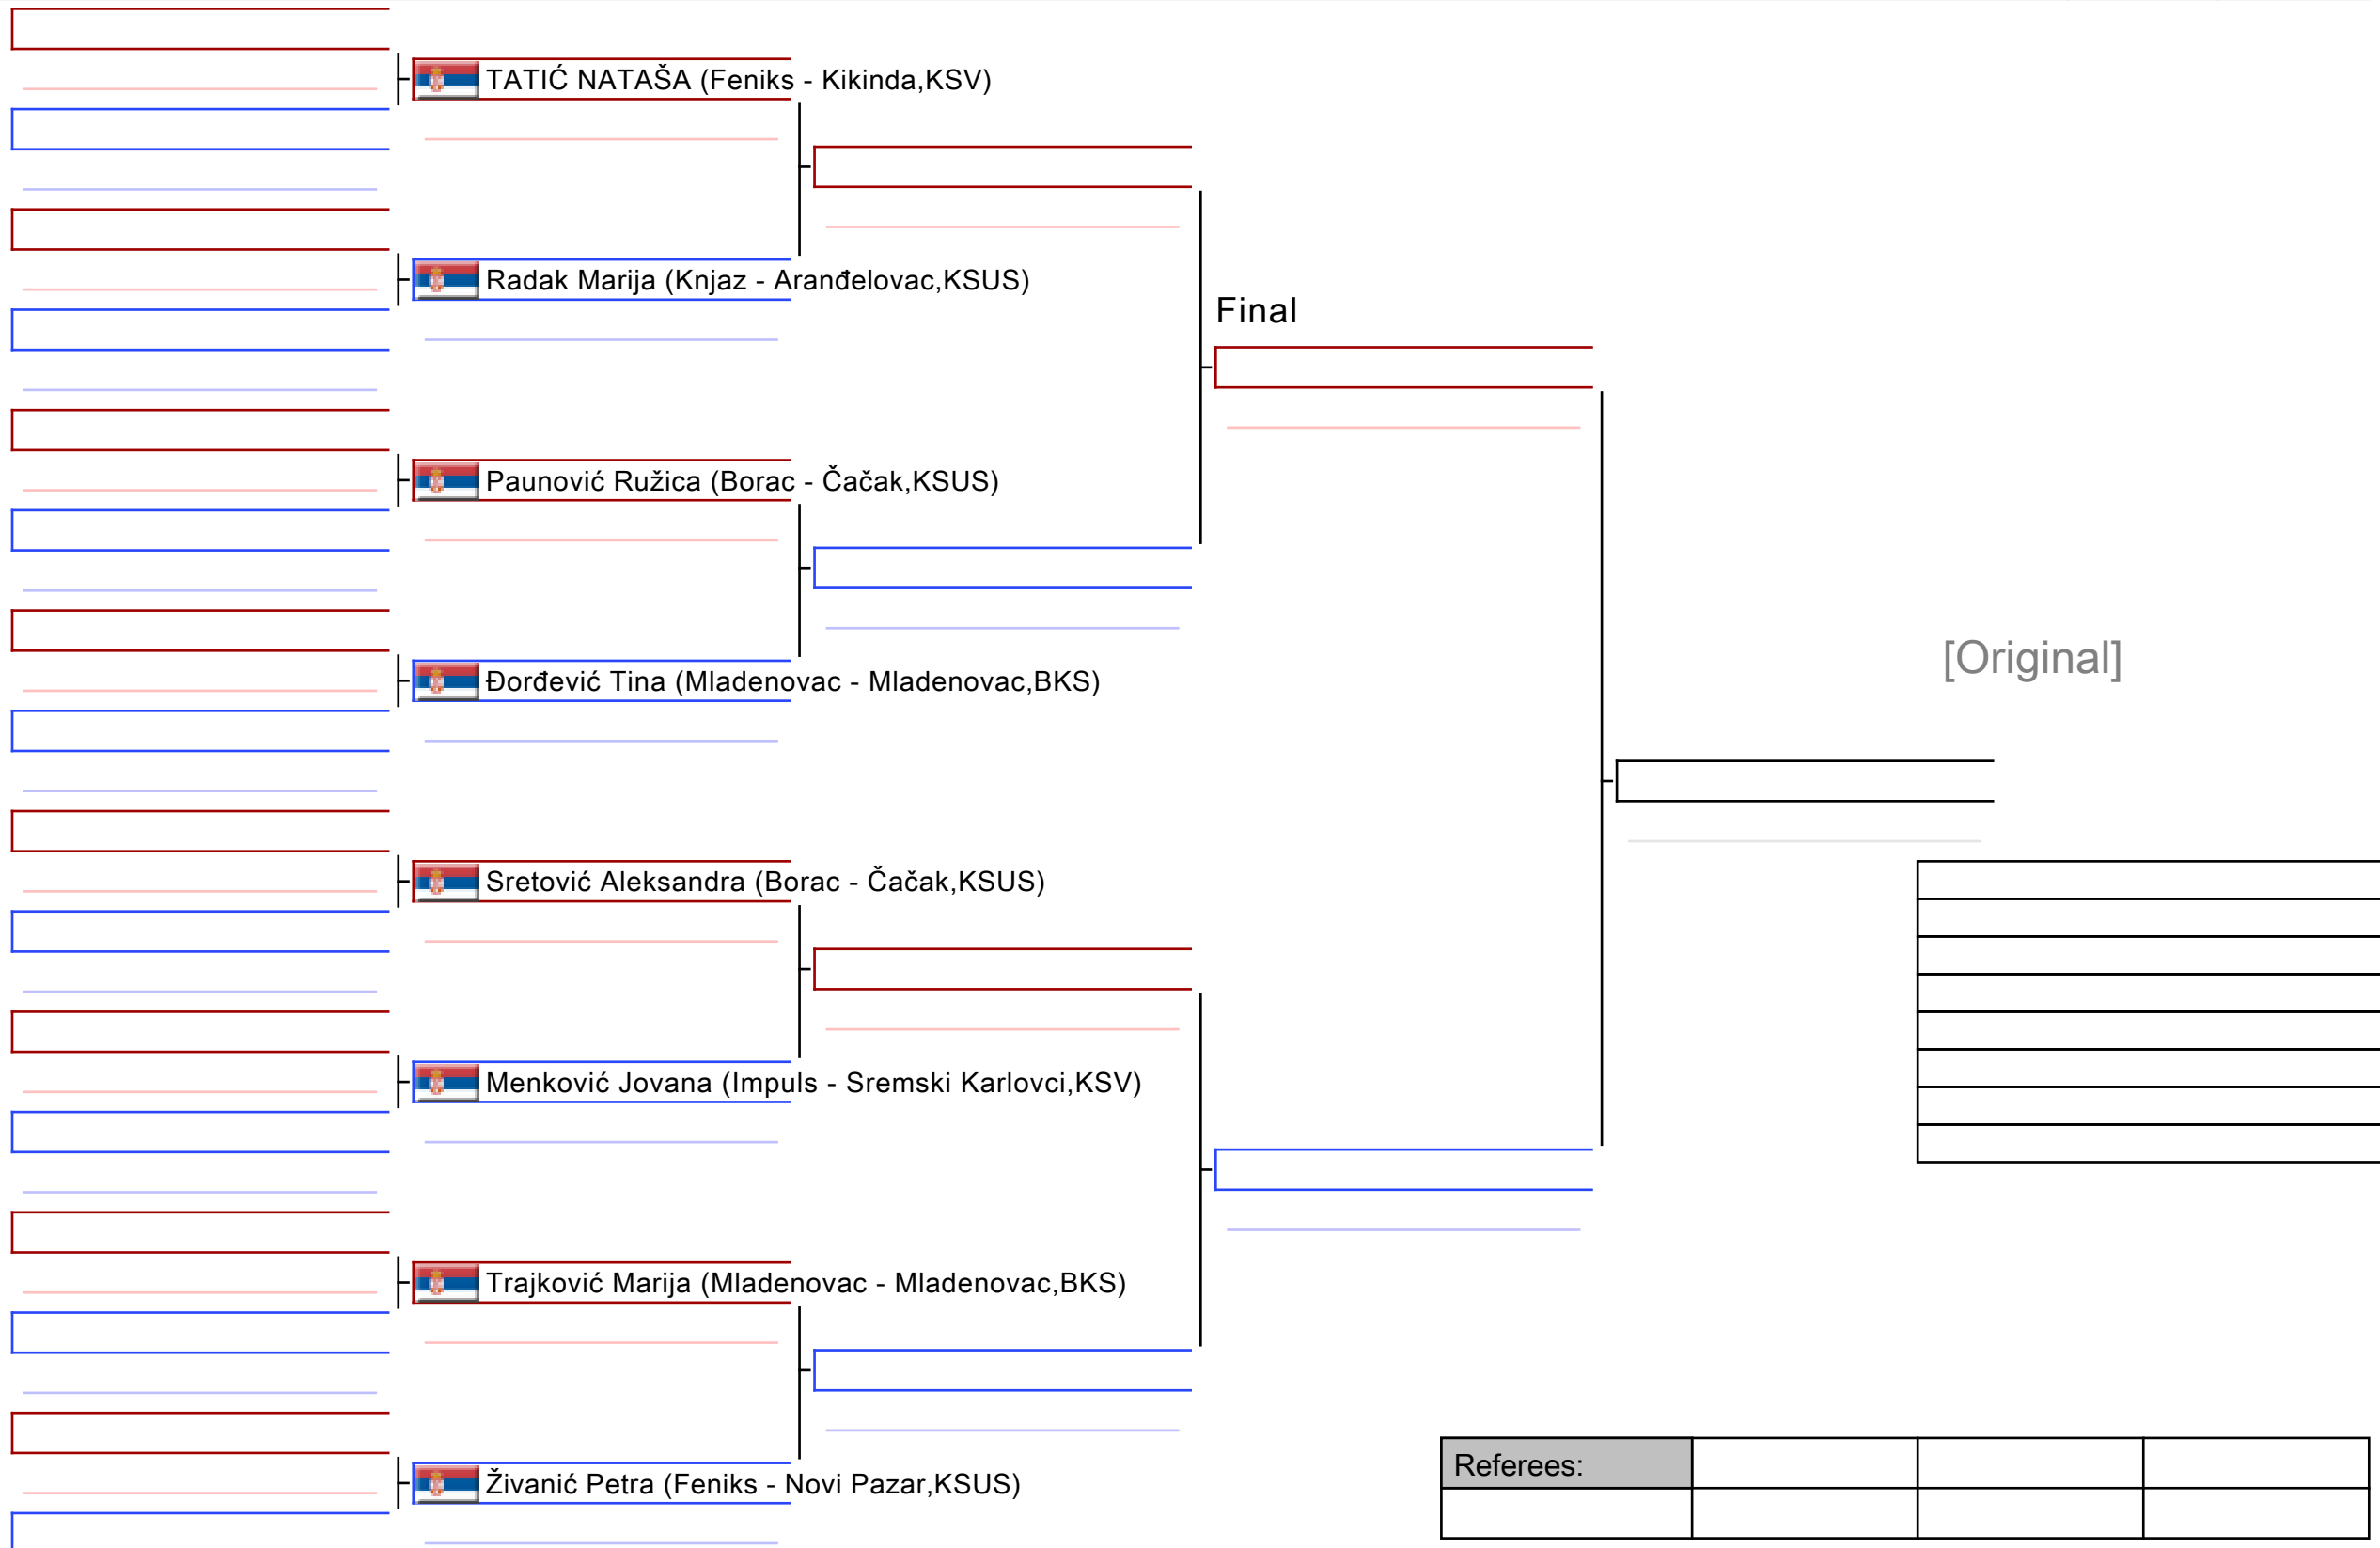 TATIĆ NATAŠA (Feniks - Kikinda,KSV)
Radak Marija (Knjaz - Aranđelovac,KSUS)
Final
Paunović Ružica (Borac - Čačak,KSUS)
[Original]
Đorđević Tina (Mladenovac - Mladenovac,BKS)
Sretović Aleksandra (Borac - Čačak,KSUS)
Menković Jovana (Impuls - Sremski Karlovci,KSV)
Trajković Marija (Mladenovac - Mladenovac,BKS)
Referees:
Živanić Petra (Feniks - Novi Pazar,KSUS)